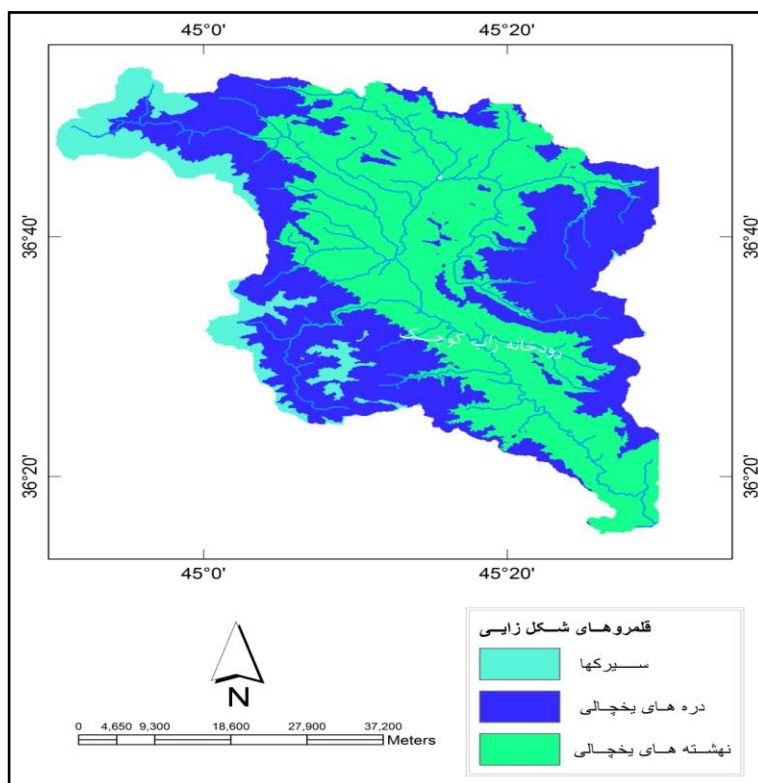 45°0'
45°20'
36°40'
36°40'
رودخانه زاب کوچک
36°20'
36°20'
45°0'
45°20'
قلمروهای شکل زایی
سیرکها
دره های یخچالی
نهشته های یخچالی
N
0 4,650 9,300 18,600 27,900 37,200
Meters